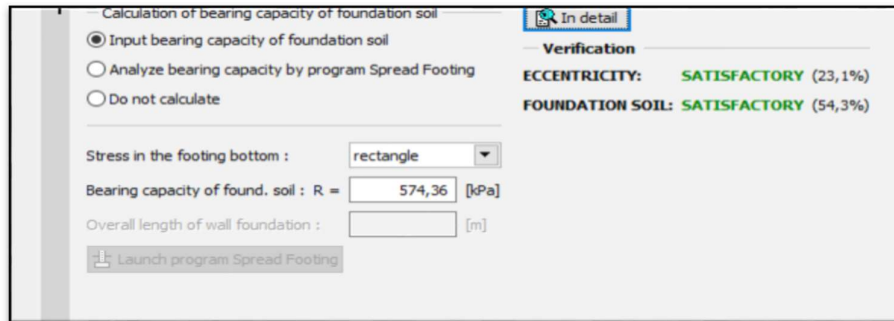 Calculation of bearing capacity of foundation soil
Input bearing capacity of foundation soil
Analyze bearing capacity by program Spread Footing
Do not calculate
Stress in the footing bottom : rectangle
Bearing capacity of found. soil : R = 574,36 [kPa]
Overall length of wall foundation : [m]
Launch program Spread Footing
In detail
Verification
ECCENTRICITY: SATISFACTORY (23,1%)
FOUNDATION SOIL: SATISFACTORY (54,3%)